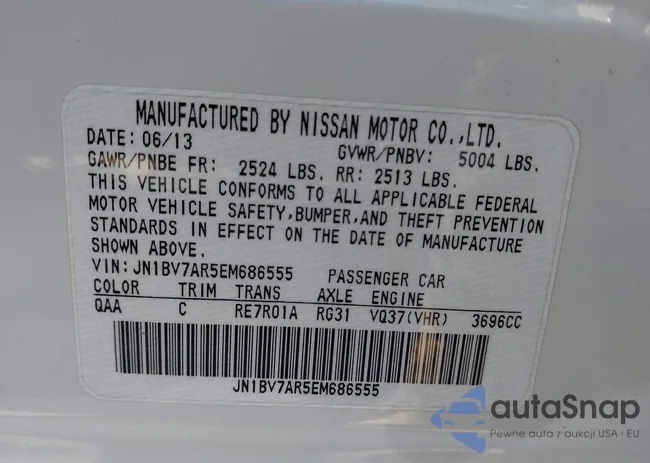 MANUFACTURED BY NISSAN MOTOR CO.,LTD.
DATE: 06/13 GVWR/PNBV: 5004 LBS.
GAWR/PNBE FR: 2524 LBS. RR: 2513 LBS.
THIS VEHICLE CONFORMS TO ALL APPLICABLE FEDERAL
MOTOR VEHICLE SAFETY,BUMPER,AND THEFT PREVENTION
STANDARDS IN EFFECT ON THE DATE OF MANUFACTURE
SHOWN ABOVE.
VIN:JN1BV7AR5EM686555 PASSENGER CAR
COLOR TRIM TRANS AXLE ENGINE
QAA C RE7R01A RG31 VQ37(VHR) 3696CC
JN1BV7AR5EM686555
autaSnap
Pewne auta z aukcji USA i EU